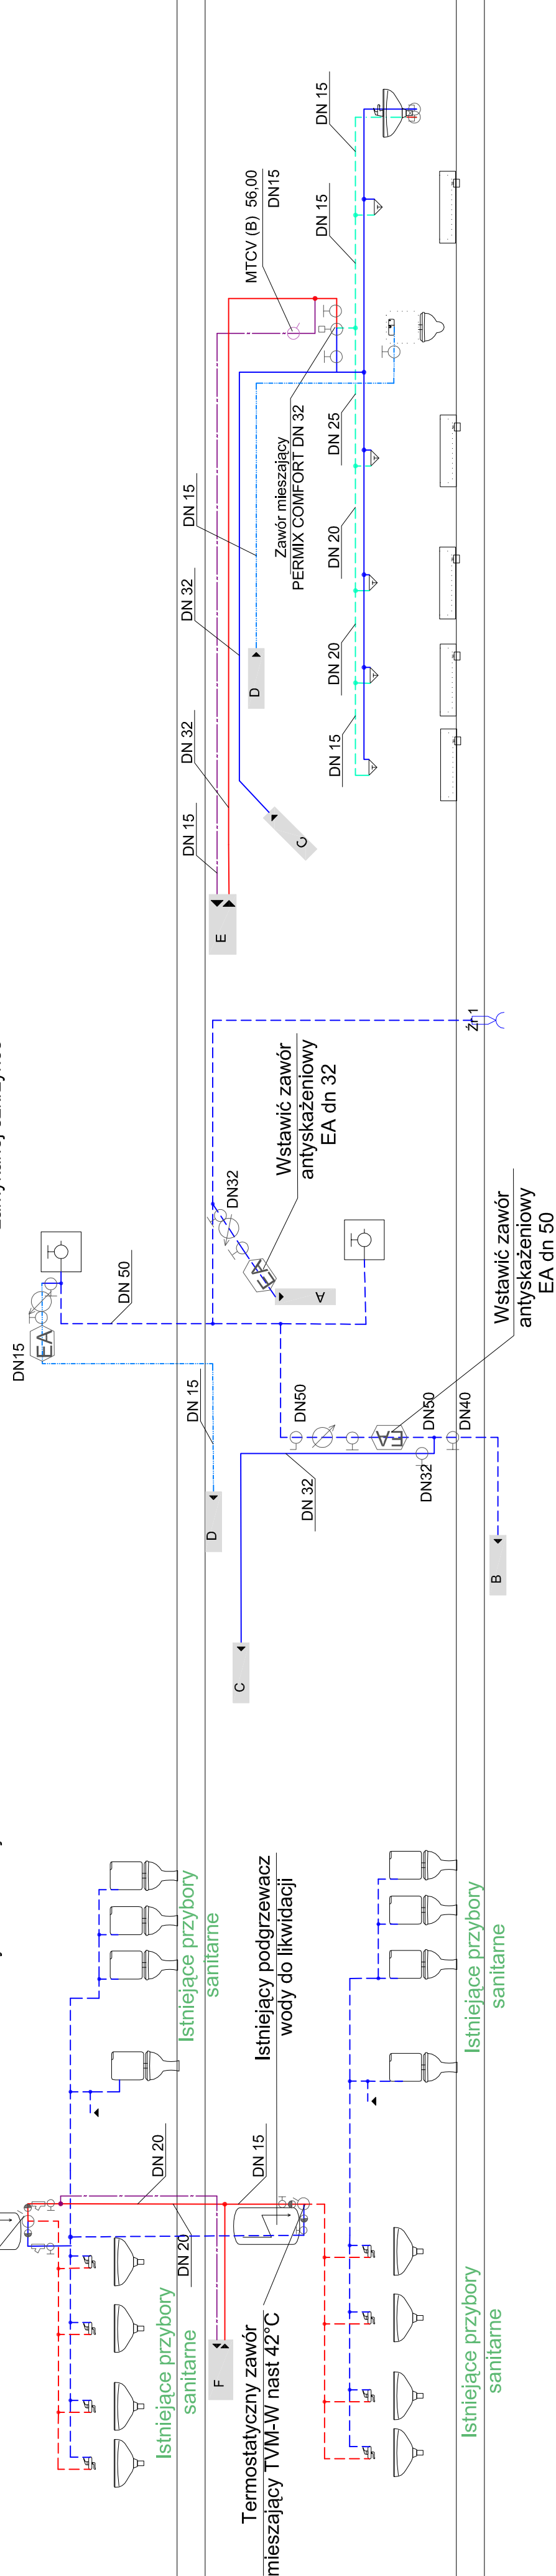 DN 15
DN 15
MTCV (B) 56,00
DN15
DN 25
Zawór mieszający
PERMIX COMFORT DN 32
DN 15
DN 20
DN 32
D
DN 20
DN 15
DN 32
DN 15
C
E
Źr 1
Wstawić zawór
antyskażeniowy
EA dn 32
DN32
EA
A
DN 50
DN15
EA
Wstawić zawór
antyskażeniowy
EA dn 50
DN 15
DN50
EA
DN50
DN40
DN32
DN 32
D
B
C
Istniejące przybory
sanitarne
Istniejący podgrzewacz
wody do likwidacji
Istniejące przybory
sanitarne
DN 20
DN 15
DN 20
F
Istniejące przybory
sanitarne
Termostatyczny zawór
mieszający TVM-W nast 42°C
Istniejące przybory
sanitarne